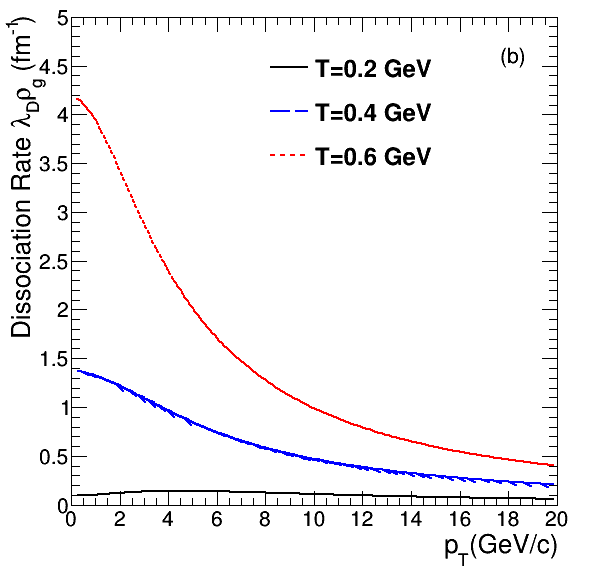 Dissociation Rate λ_Dρ_g (fm⁻¹)
5
4.5
4
3.5
3
2.5
2
1.5
1
0.5
0
(b)
T=0.2 GeV
T=0.4 GeV
T=0.6 GeV
0 2 4 6 8 10 12 14 16 18 20
p_T(GeV/c)